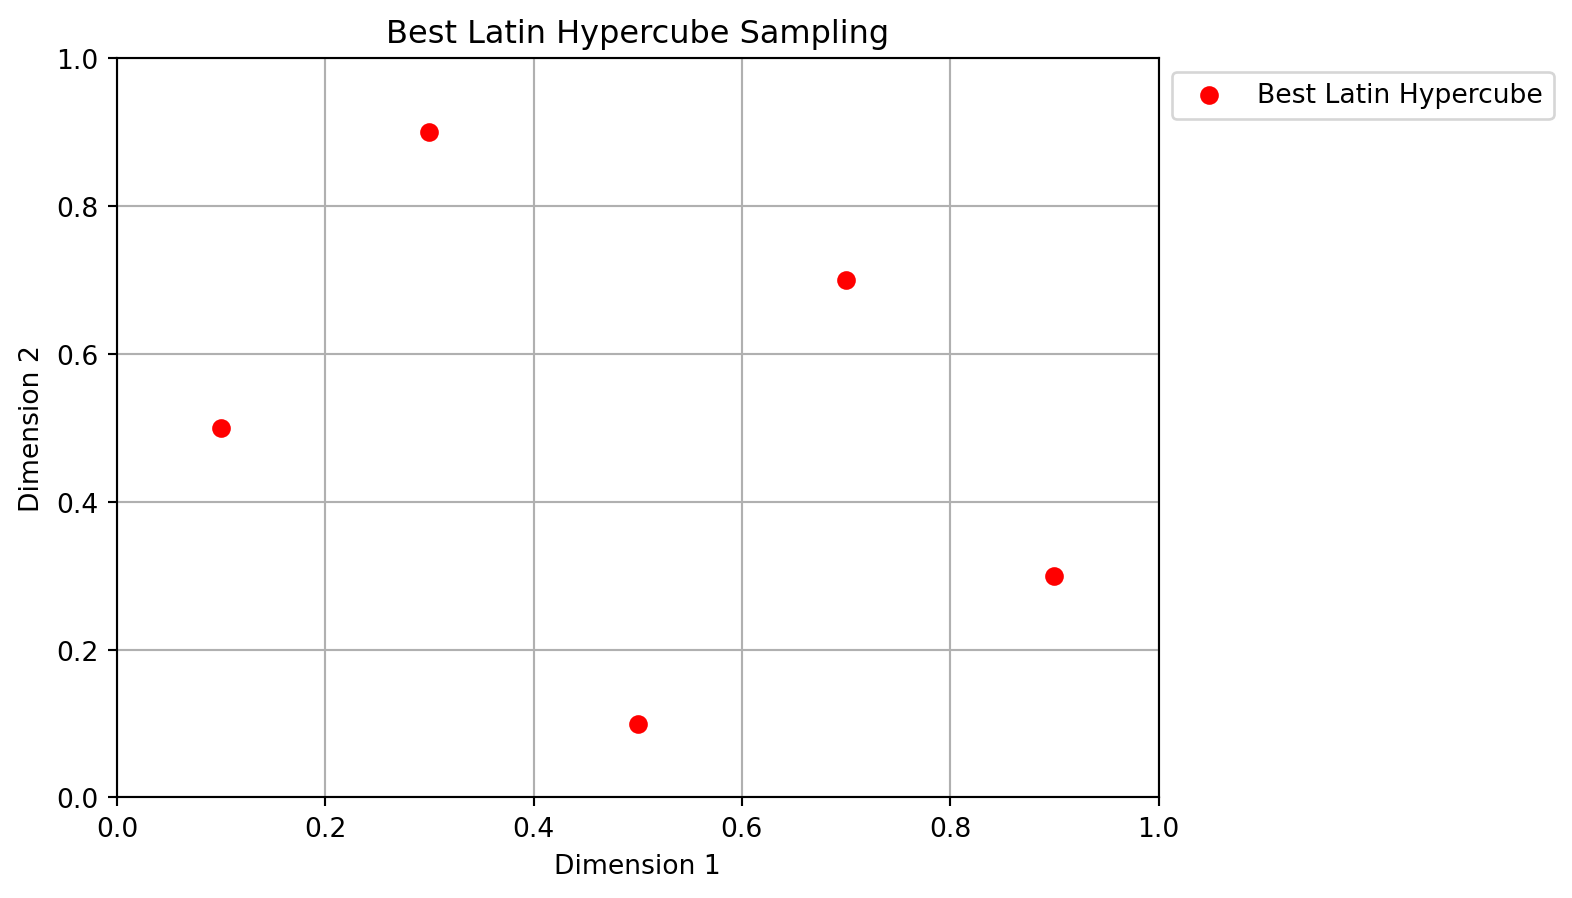 Best Latin Hypercube Sampling
Best Latin Hypercube
1.0
0.8
0.6
0.4
0.2
0.0
Dimension 2
0.0 0.2 0.4 0.6 0.8 1.0
Dimension 1